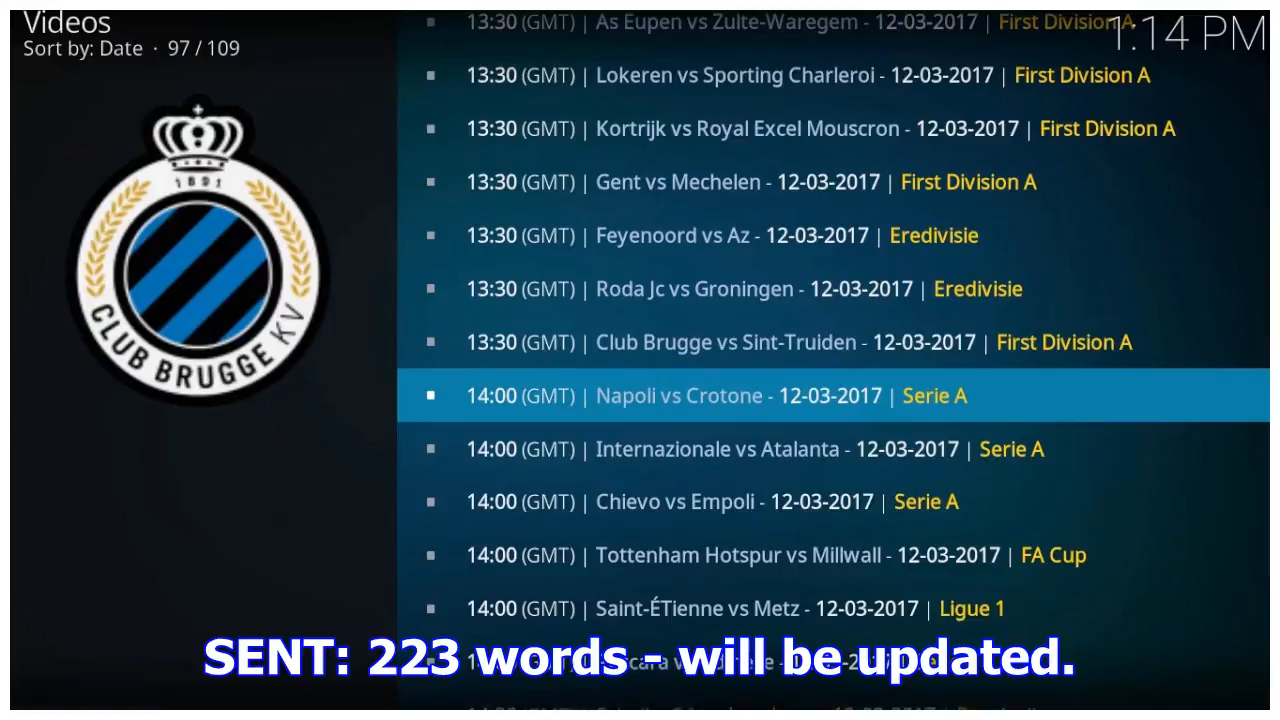 Videos
Sort by: Date · 97 / 109
1:14 PM
1891
CLUB BRUGGE KV
13:30 (GMT) | As Eupen vs Zulte-Waregem - 12-03-2017 | First Division A
13:30 (GMT) | Lokeren vs Sporting Charleroi - 12-03-2017 | First Division A
13:30 (GMT) | Kortrijk vs Royal Excel Mouscron - 12-03-2017 | First Division A
13:30 (GMT) | Gent vs Mechelen - 12-03-2017 | First Division A
13:30 (GMT) | Feyenoord vs Az - 12-03-2017 | Eredivisie
13:30 (GMT) | Roda Jc vs Groningen - 12-03-2017 | Eredivisie
13:30 (GMT) | Club Brugge vs Sint-Truiden - 12-03-2017 | First Division A
14:00 (GMT) | Napoli vs Crotone - 12-03-2017 | Serie A
14:00 (GMT) | Internazionale vs Atalanta - 12-03-2017 | Serie A
14:00 (GMT) | Chievo vs Empoli - 12-03-2017 | Serie A
14:00 (GMT) | Tottenham Hotspur vs Millwall - 12-03-2017 | FA Cup
14:00 (GMT) | Saint-ÉTienne vs Metz - 12-03-2017 | Ligue 1
SENT: 223 words - will be updated.